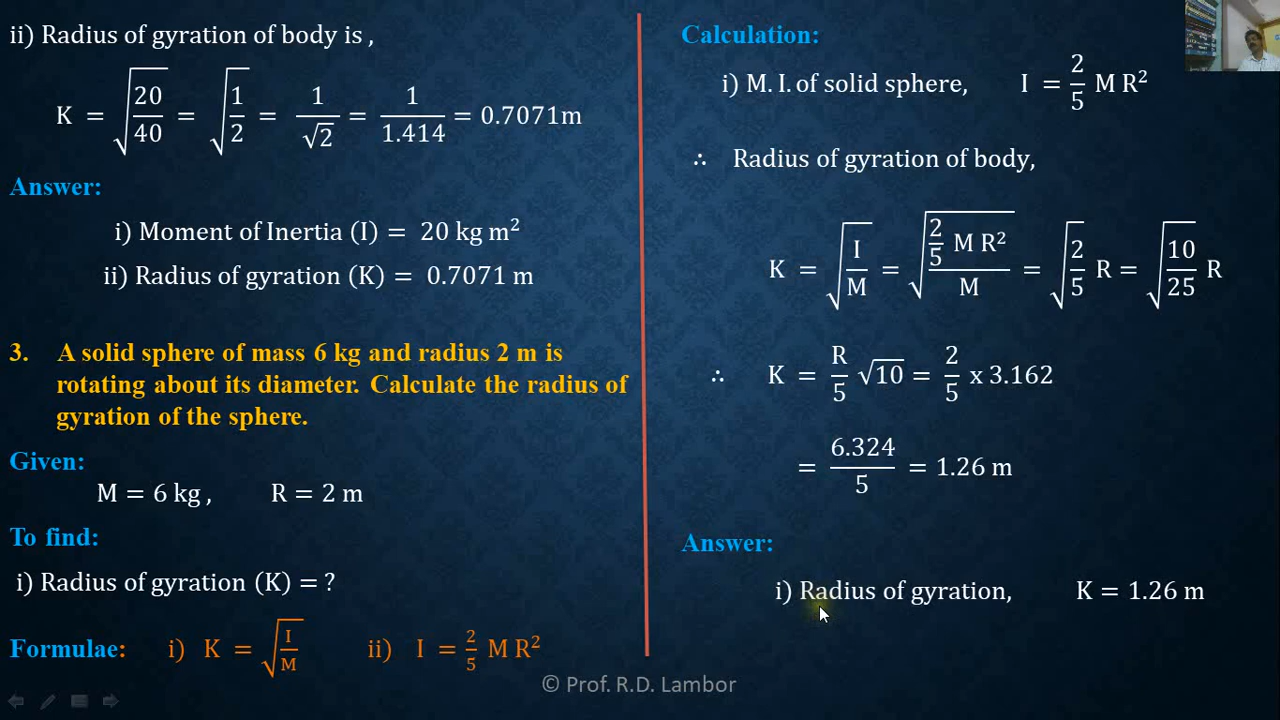 ii) Radius of gyration of body is ,
K = √(20/40) = √(1/2) = 1/√2 = 1/1.414 = 0.7071m
Answer:
i) Moment of Inertia (I) = 20 kg m²
ii) Radius of gyration (K) = 0.7071 m
3. A solid sphere of mass 6 kg and radius 2 m is
rotating about its diameter. Calculate the radius of
gyration of the sphere.
Given:
M = 6 kg , R = 2 m
To find:
i) Radius of gyration (K) = ?
Formulae: i) K = √(I/M) ii) I = 2/5 M R²
Calculation:
i) M. I. of solid sphere, I = 2/5 M R²
∴ Radius of gyration of body,
K = √(I/M) = √(2/5 M R²/M) = √(2/5) R = √(10/25) R
∴ K = R/5 √10 = 2/5 x 3.162
= 6.324/5 = 1.26 m
Answer:
i) Radius of gyration, K = 1.26 m
© Prof. R.D. Lambor